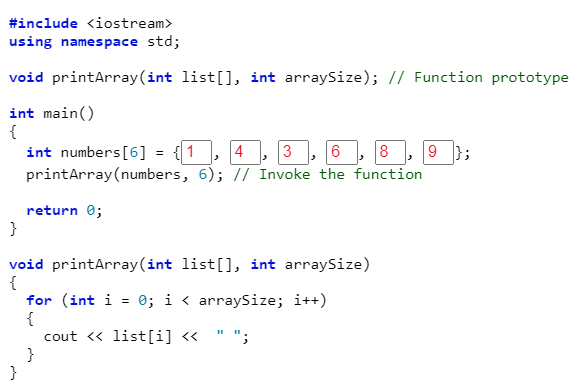 #include <iostream>
using namespace std;
void printArray(int list[], int arraySize); // Function prototype
int main()
{
int numbers[6] = {1, 4, 3, 6, 8, 9};
printArray(numbers, 6); // Invoke the function
return 0;
}
void printArray(int list[], int arraySize)
{
for (int i = 0; i < arraySize; i++)
{
cout << list[i] << " ";
}
}